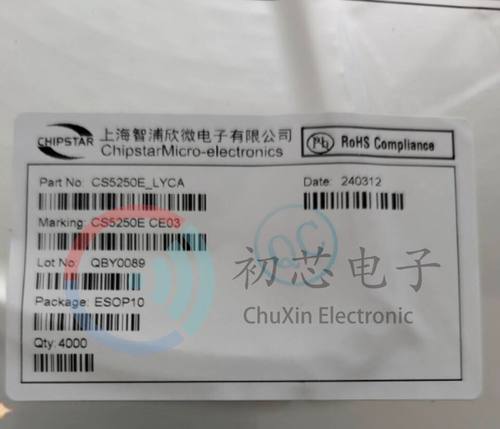 CHIPSTAR
上海智浦欣微电子有限公司
ChipstarMicro-electronics
Pb RoHS Compliance
Part No: CS5250E_LYCA
Date: 240312
Marking: CS5250E CE03
Lot No: QBY0089
QC
初芯电子
Package: ESOP10
ChuXin Electronic
Qty: 4000